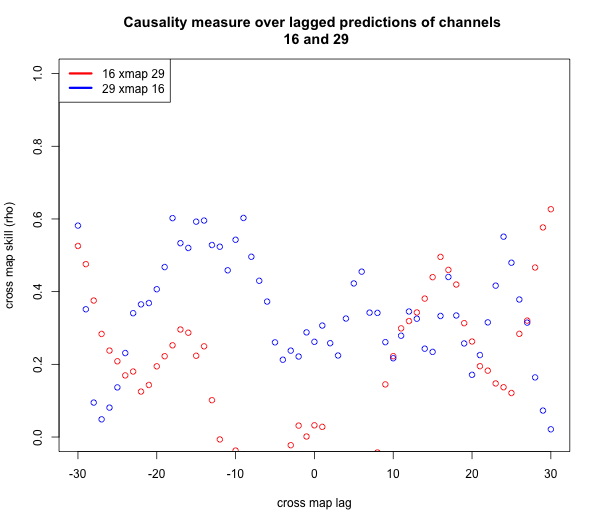 Causality measure over lagged predictions of channels
16 and 29
16 xmap 29
29 xmap 16
cross map skill (rho)
1.0
0.8
0.6
0.4
0.2
0.0
-30
-20
-10
0
10
20
30
cross map lag